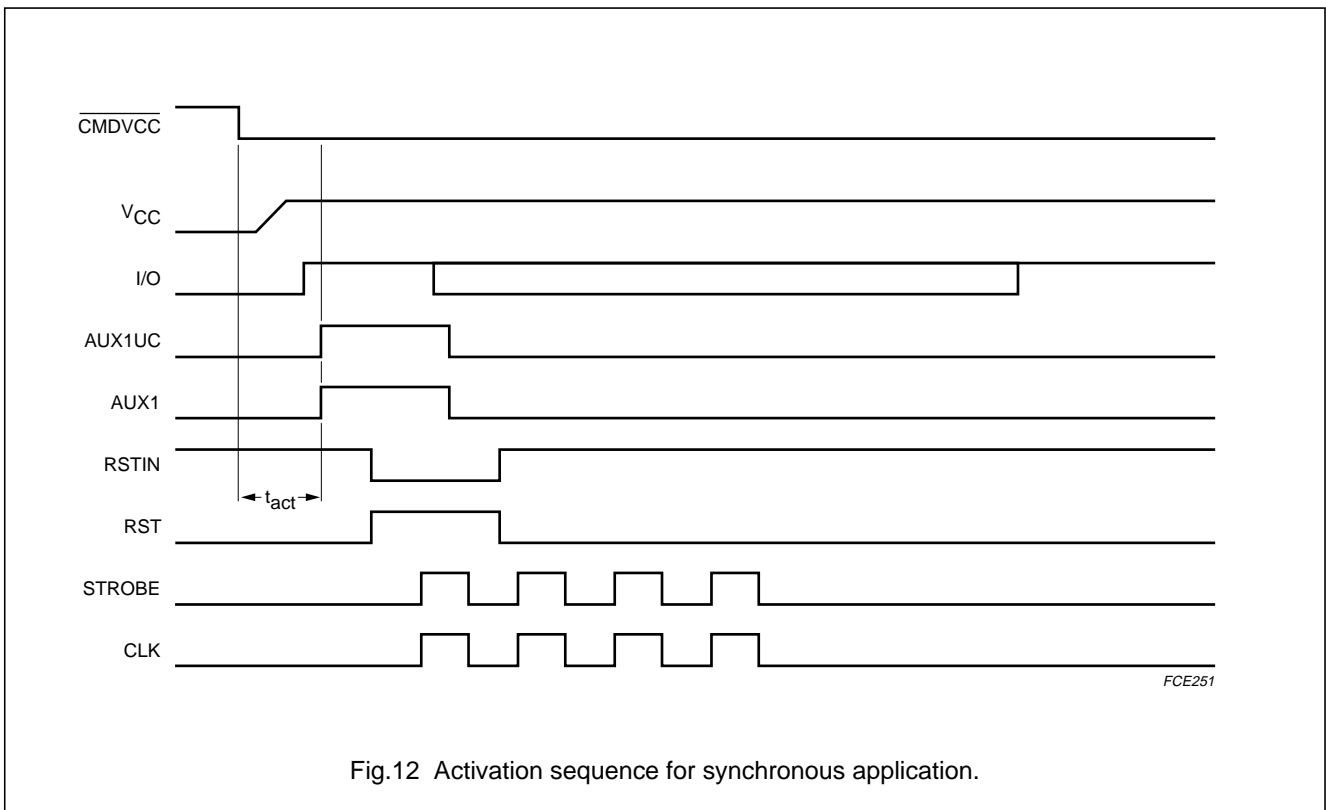 CMDVCC
VCC
I/O
AUX1UC
AUX1
RSTIN
tact
RST
STROBE
CLK
FCE251
Fig.12 Activation sequence for synchronous application.